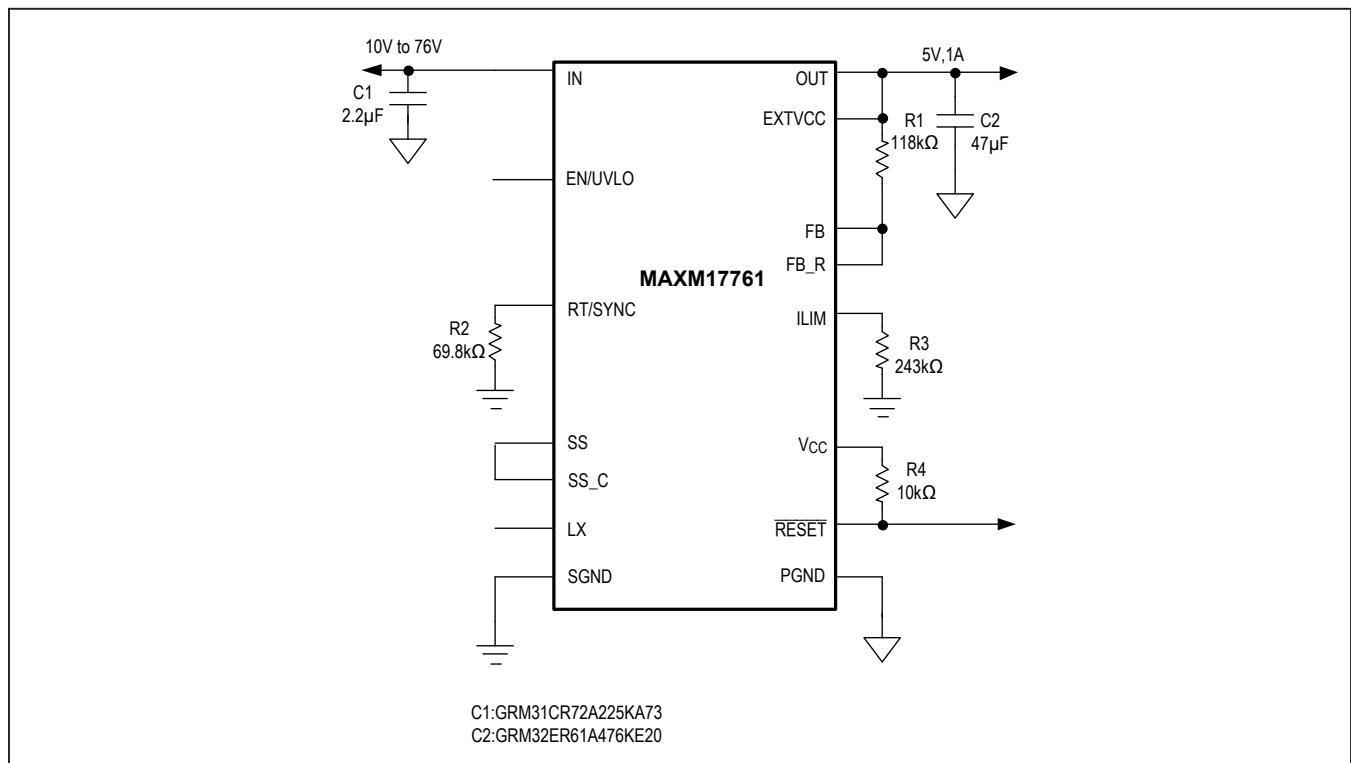 10V to 76V
5V,1A
IN
OUT
C1
2.2µF
EXTVCC
R1
118kΩ
C2
47µF
EN/UVLO
FB
FB_R
MAXM17761
RT/SYNC
ILIM
R2
69.8kΩ
R3
243kΩ
SS
VCC
SS_C
R4
10kΩ
LX
RESET
SGND
PGND
C1:GRM31CR72A225KA73
C2:GRM32ER61A476KE20